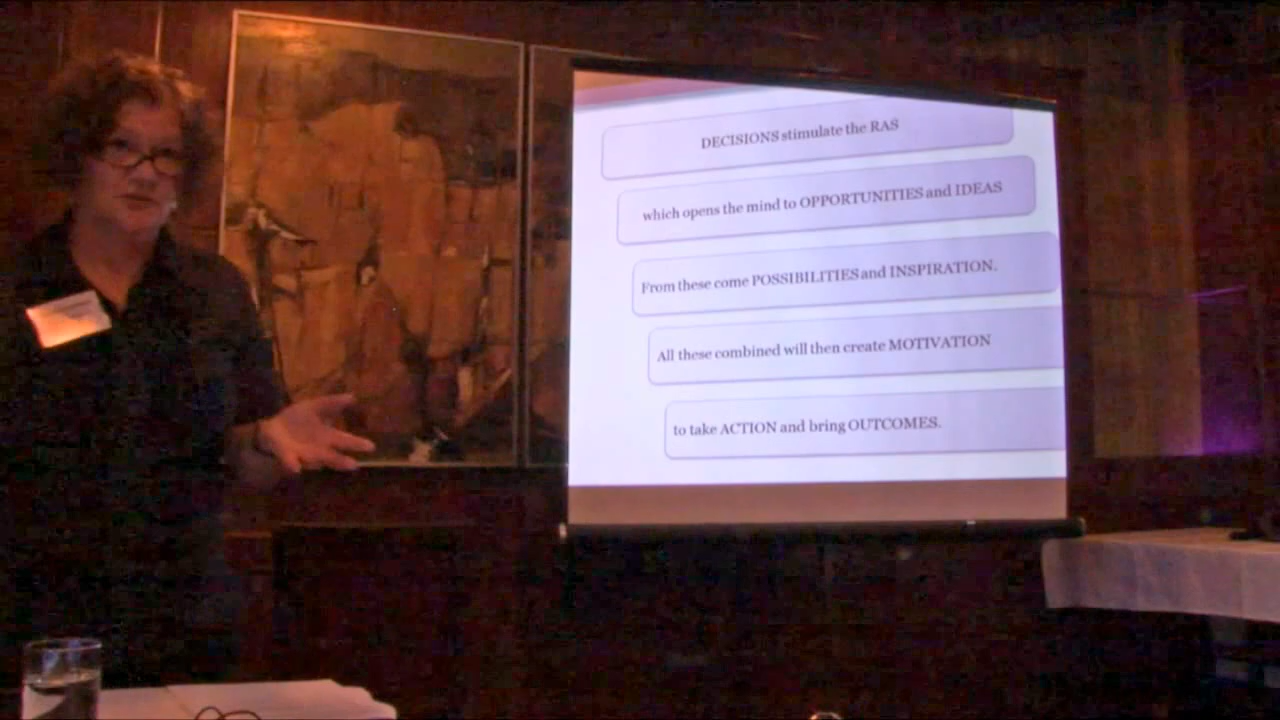 DECISIONS stimulate the RAS
which opens the mind to OPPORTUNITIES and IDEAS
From these come POSSIBILITIES and INSPIRATION.
All these combined will then create MOTIVATION
to take ACTION and bring OUTCOMES.